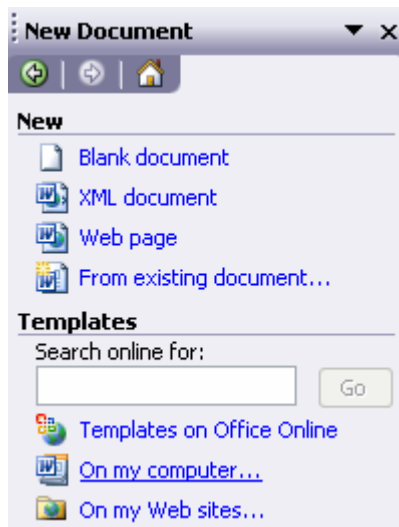 New Document
New
Blank document
XML document
Web page
From existing document...
Templates
Search online for:
Go
Templates on Office Online
On my computer...
On my Web sites...